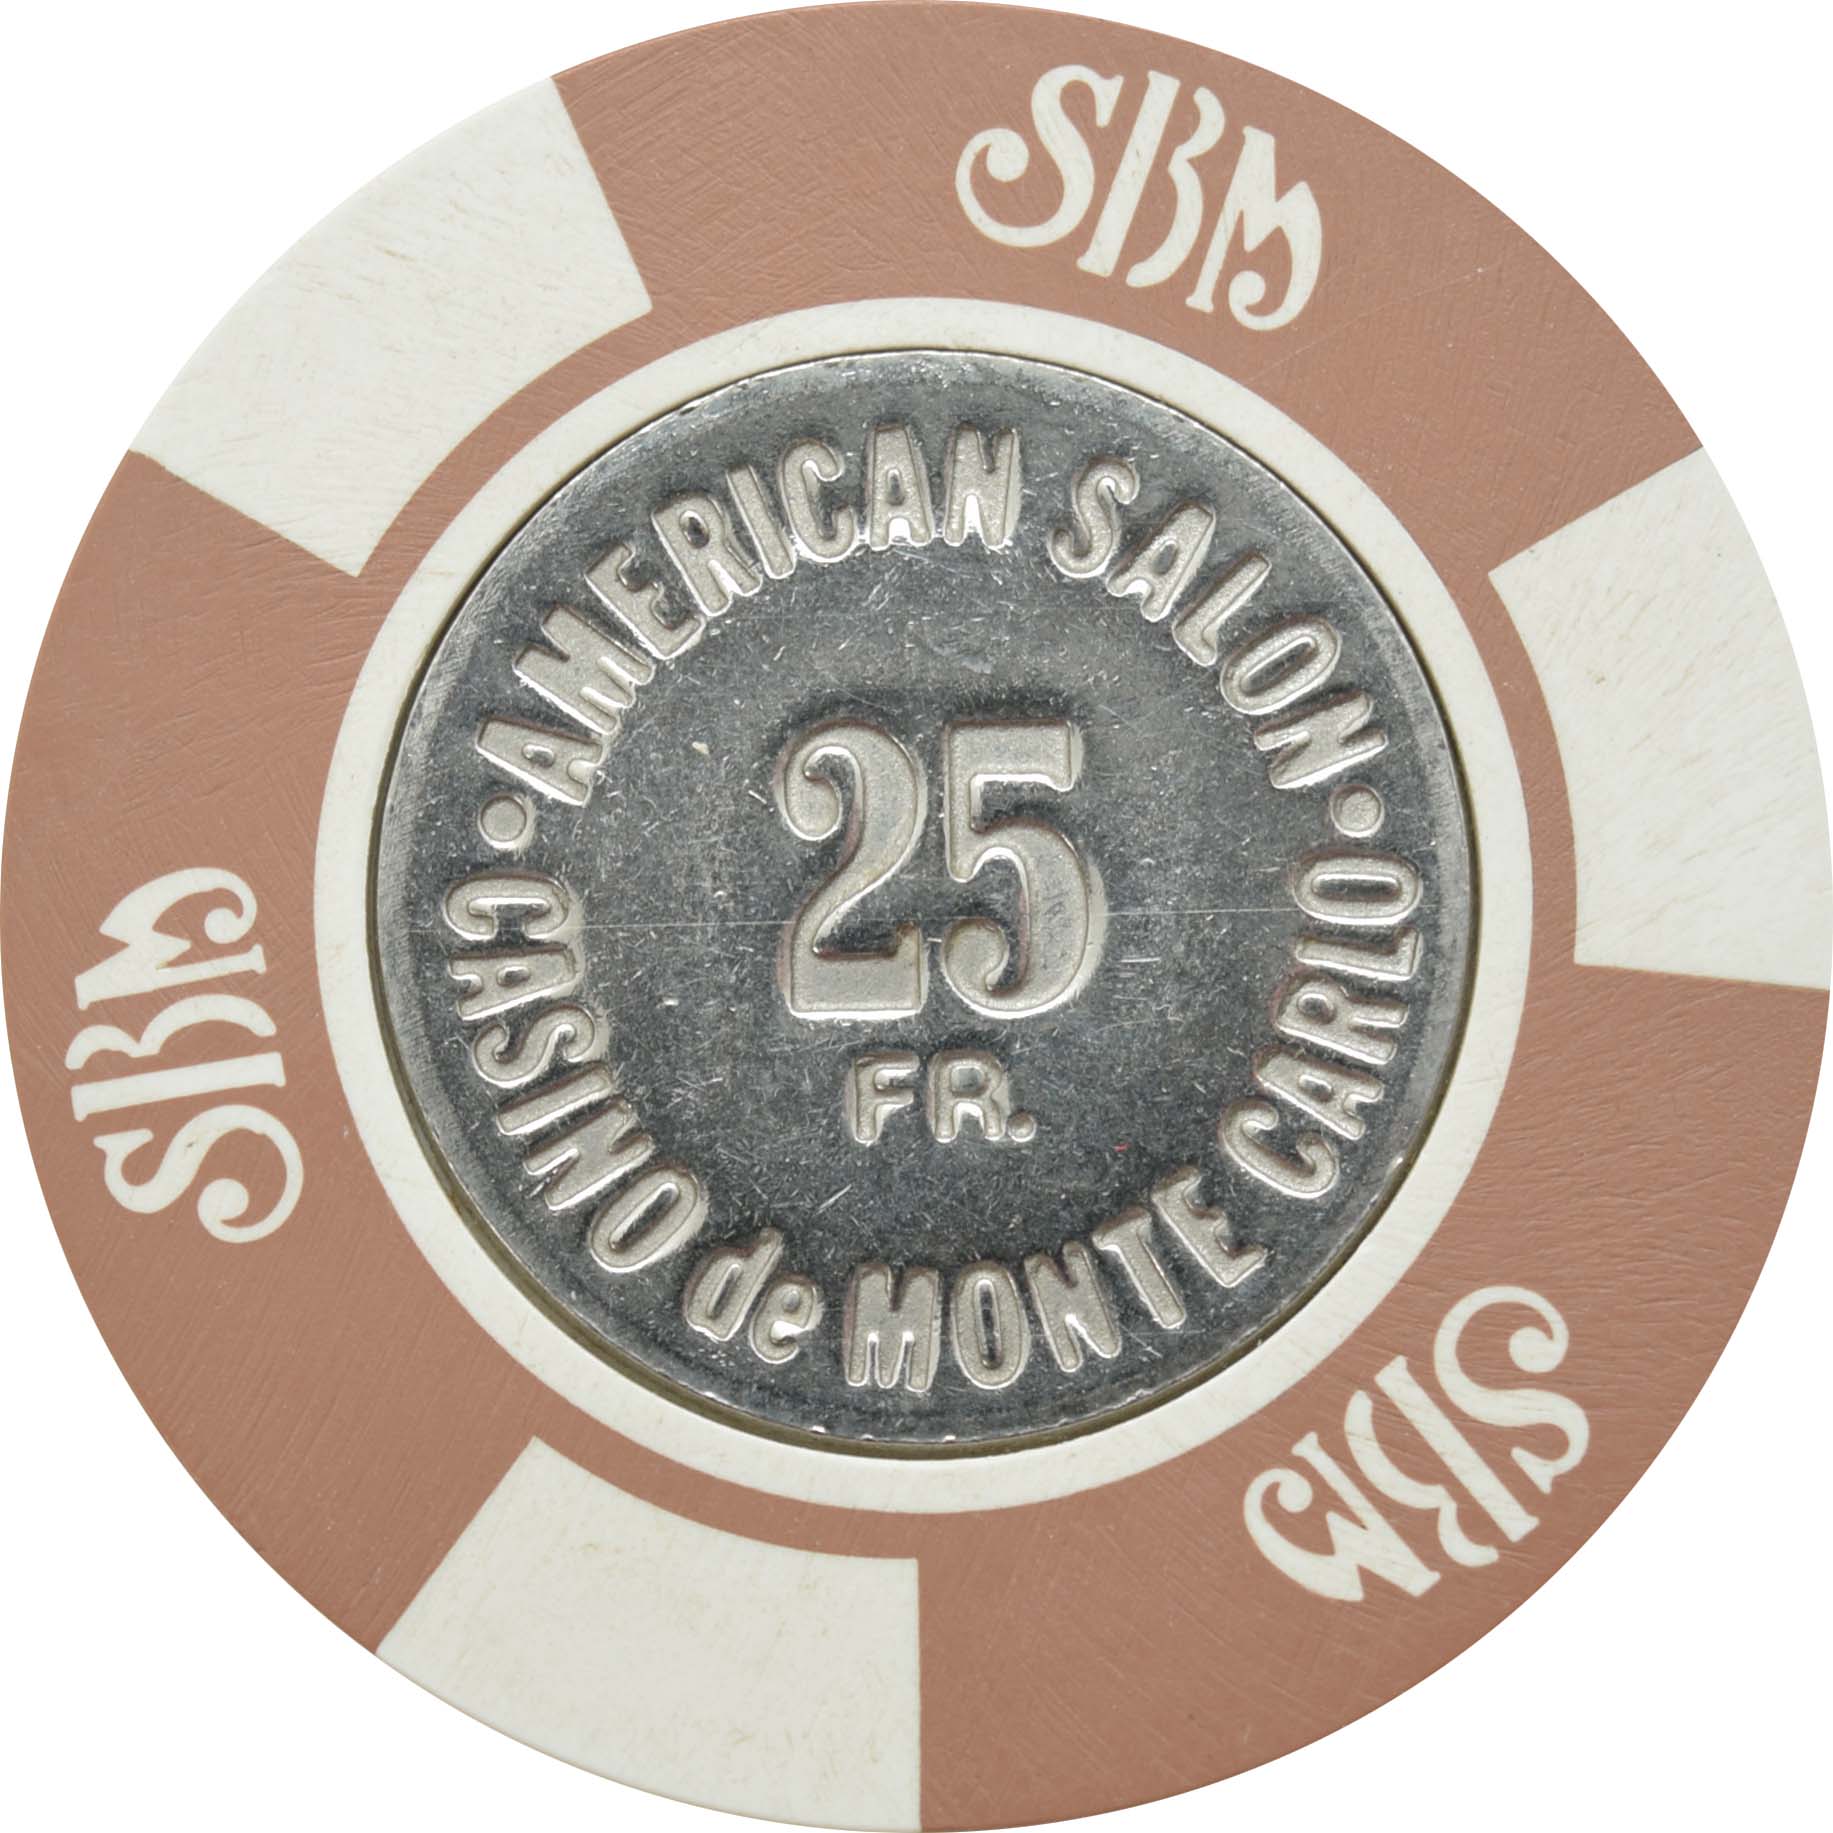 SBM
• AMERICAN SALON •
25
FR.
CASINO de MONTE CARLO
SBM
SBM